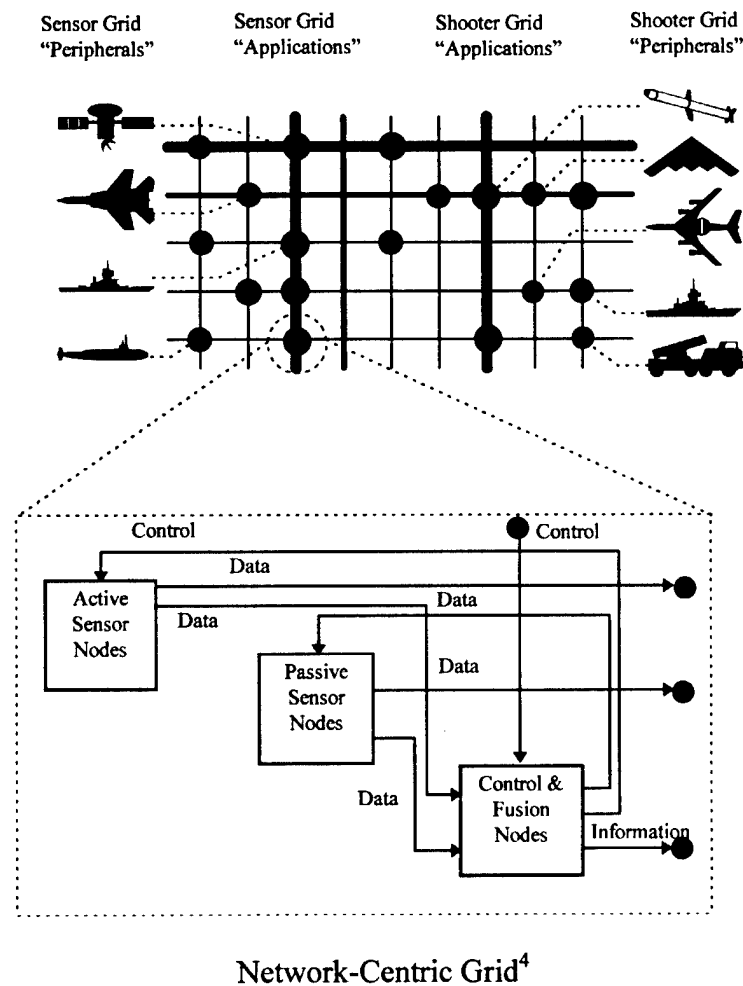 Sensor Grid
"Peripherals"
Sensor Grid
"Applications"
Shooter Grid
"Applications"
Shooter Grid
"Peripherals"
Control
Control
Data
Active
Sensor
Nodes
Data
Data
Passive
Sensor
Nodes
Data
Data
Control &
Fusion
Nodes
Information
Network-Centric Grid⁴